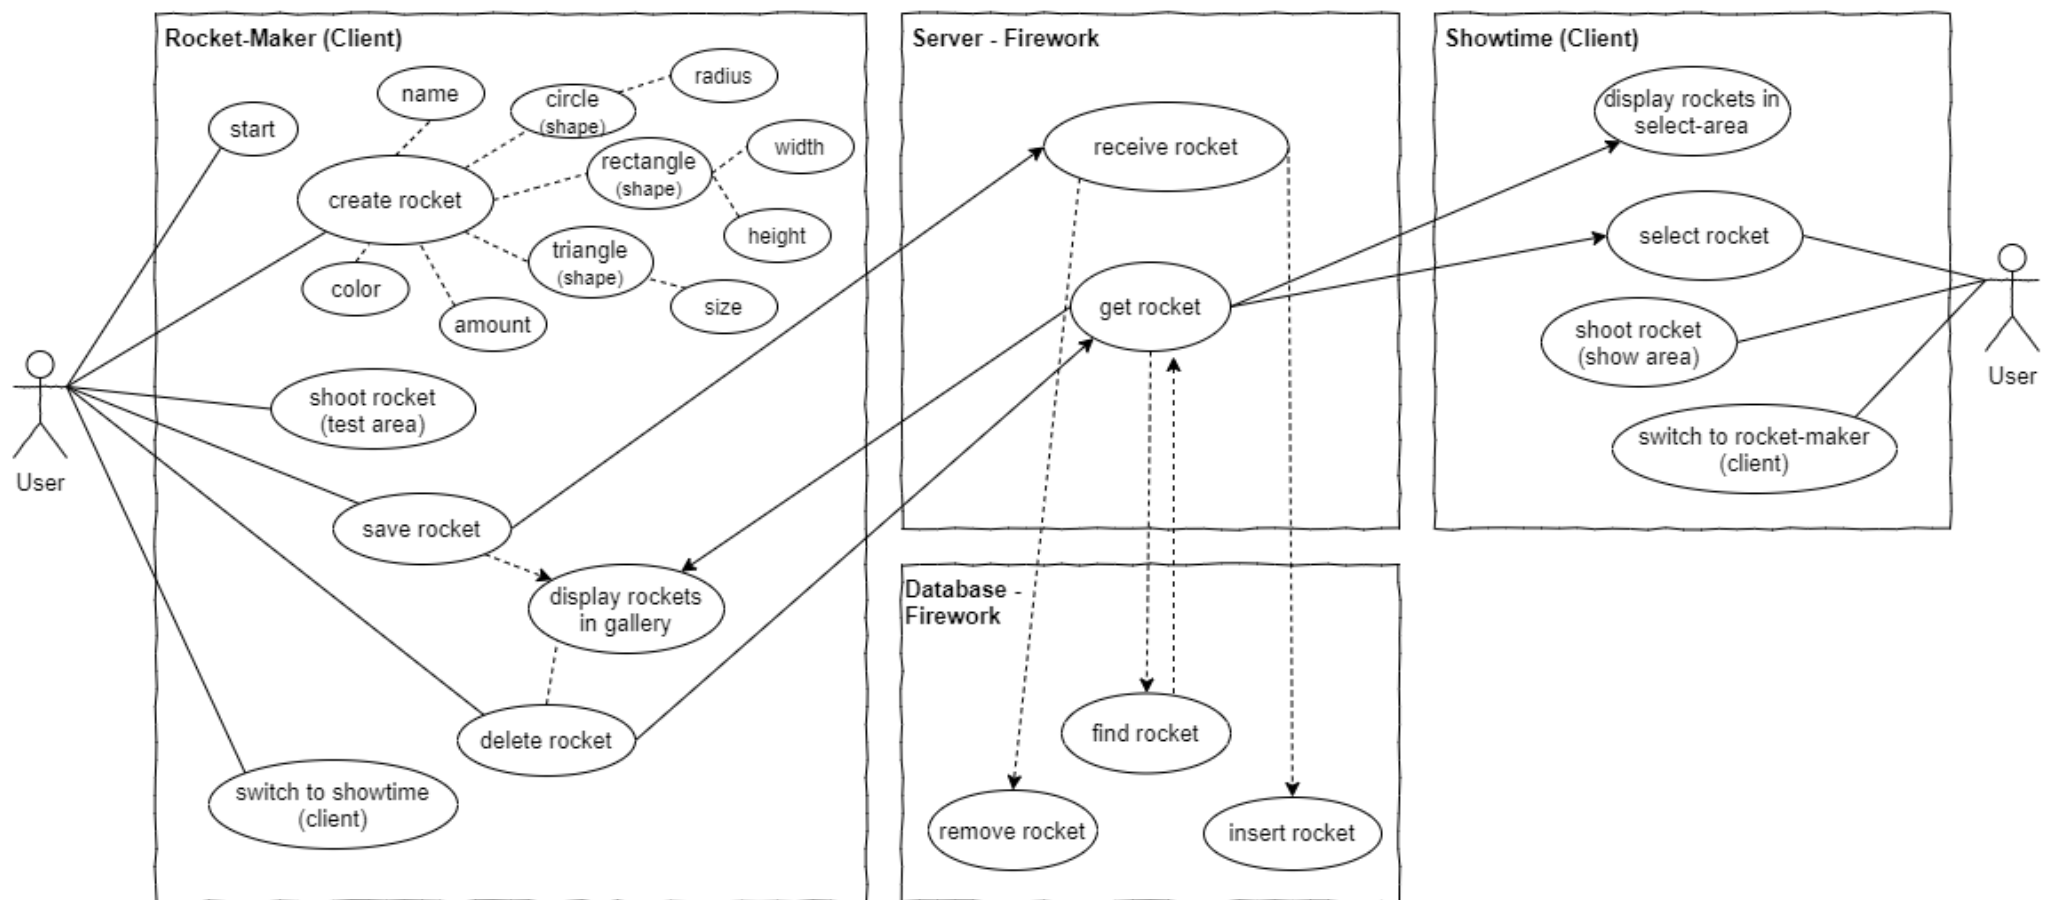 Rocket-Maker (Client)
start
name
circle
(shape)
radius
rectangle
(shape)
width
height
create rocket
triangle
(shape)
size
color
amount
shoot rocket
(test area)
User
save rocket
display rockets
in gallery
delete rocket
switch to showtime
(client)
Server - Firework
receive rocket
get rocket
Database -
Firework
find rocket
remove rocket
insert rocket
Showtime (Client)
display rockets in
select-area
select rocket
shoot rocket
(show area)
switch to rocket-maker
(client)
User